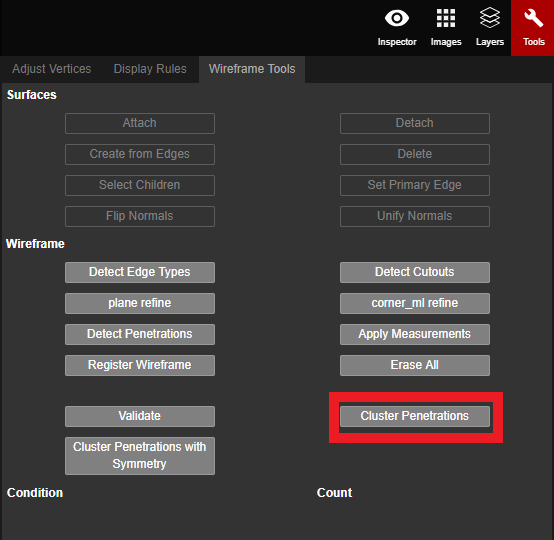 Inspector Images Layers Tools
Adjust Vertices Display Rules Wireframe Tools
Surfaces
Attach Detach
Create from Edges Delete
Select Children Set Primary Edge
Flip Normals Unify Normals
Wireframe
Detect Edge Types Detect Cutouts
plane refine corner_ml refine
Detect Penetrations Apply Measurements
Register Wireframe Erase All
Validate Cluster Penetrations
Cluster Penetrations with
Symmetry
Condition Count